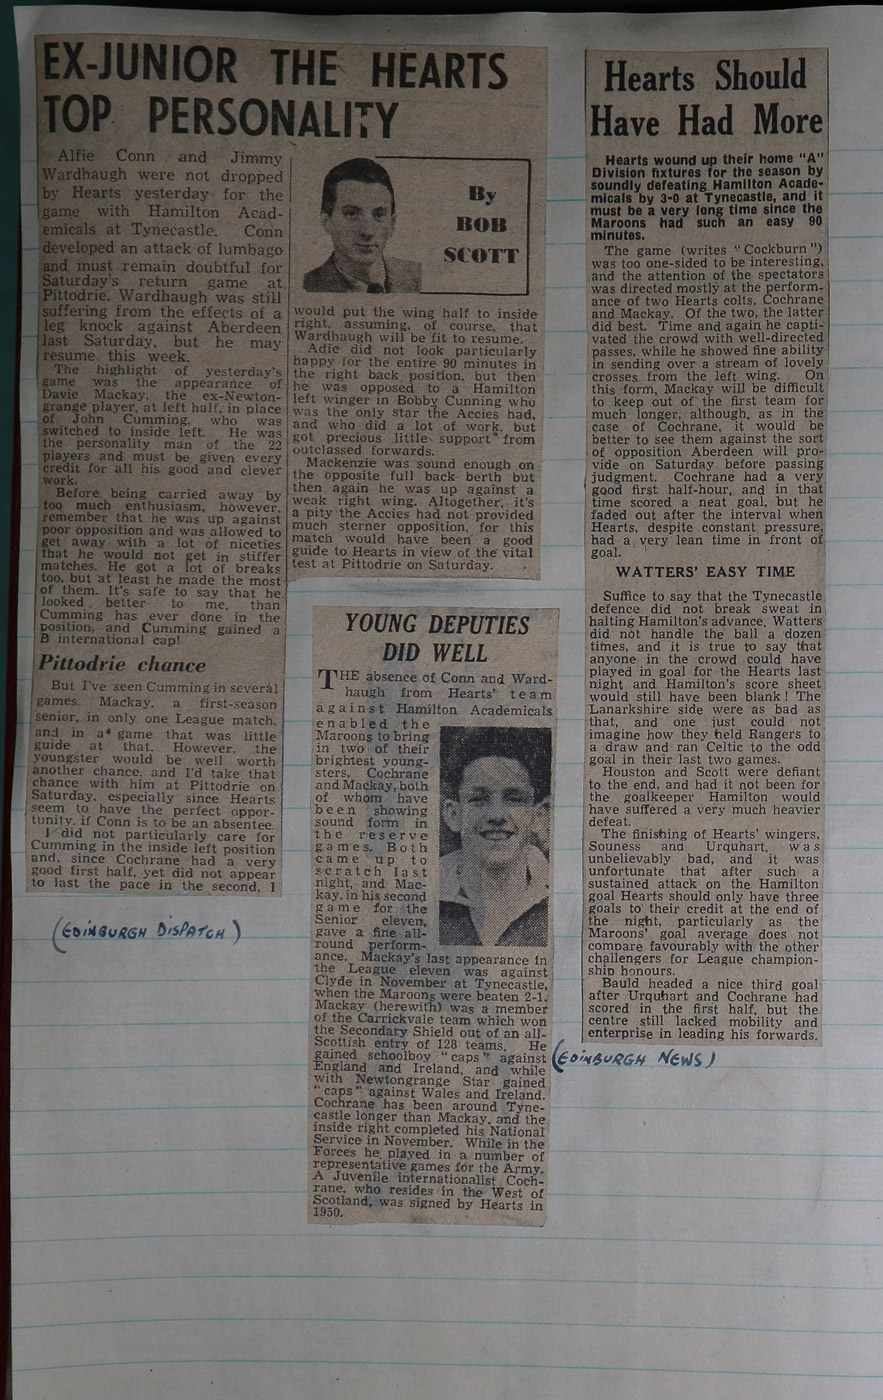 EX-JUNIOR THE HEARTS
TOP PERSONALITY
Alfie Conn and Jimmy
Wardhaugh were not dropped
by Hearts yesterday for the
game with Hamilton Acad-
emicals at Tynecastle. Conn
developed an attack of lumbago
and must remain doubtful for
Saturday's return game at
Pittodrie. Wardhaugh was still
suffering from the effects of a
leg knock against Aberdeen
last Saturday, but he may
resume this week.
The highlight of yesterday's
game was the appearance of
Davie Mackay, the ex-Newton-
grange player, at left half, in place
of John Cumming, who was
switched to inside left. He was
the personality man of the 22
players and must be given every
credit for all his good and clever
work.
Before being carried away by
too much enthusiasm, however,
remember that he was up against
poor opposition and was allowed to
get away with a lot of niceties
that he would not get in stiffer
matches. He got a lot of breaks
too, but at least he made the most
of them. It's safe to say that he
looked better to me, than
Cumming has ever done in the
position, and Cumming gained a
B international cap!
Pittodrie chance
But I've seen Cumming in several
games. Mackay, a first-season
senior, in only one League match,
and in a game that was little
guide at that. However, the
youngster would be well worth
another chance, and I'd take that
chance with him at Pittodrie on
Saturday, especially since Hearts
seem to have the perfect oppor-
tunity, if Conn is to be an absentee.
I did not particularly care for
Cumming in the inside left position
and, since Cochrane had a very
good first half, yet did not appear
to last the pace in the second, I
By
BOB
SCOTT
would put the wing half to inside
right, assuming, of course, that
Wardhaugh will be fit to resume.
Adie did not look particularly
happy for the entire 90 minutes in
the right back position, but then
he was opposed to a Hamilton
left winger in Bobby Cunning who
was the only star the Accies had,
and who did a lot of work, but
got precious little support from
outclassed forwards.
Mackenzie was sound enough on
the opposite full back berth but
then again he was up against a
weak right wing. Altogether, it's
a pity the Accies had not provided
much sterner opposition, for this
match would have been a good
guide to Hearts in view of the vital
test at Pittodrie on Saturday.
(EDINBURGH DISPATCH)
YOUNG DEPUTIES
DID WELL
THE absence of Conn and Ward-
haugh from Hearts' team
against Hamilton Academicals
enabled the
Maroons to bring
in two of their
brightest young-
sters, Cochrane
and Mackay, both
of whom have
been showing
sound form in
the reserve
games. Both
came up to
scratch last
night, and Mac-
kay, in his second
game for the
Senior eleven,
gave a fine all-
round perform-
ance. Mackay's last appearance in
the League eleven was against
Clyde in November at Tynecastle,
when the Maroons were beaten 2-1.
Mackay (herewith) was a member
of the Carrickvale team which won
the Secondary Shield out of an all-
Scottish entry of 128 teams. He
gained schoolboy "caps" against
England and Ireland, and while
with Newtongrange Star gained
"caps" against Wales and Ireland.
Cochrane has been around Tyne-
castle longer than Mackay, and the
inside right completed his National
Service in November. While in the
Forces he played in a number of
representative games for the Army.
A Juvenile internationalist Coch-
rane, who resides in the West of
Scotland, was signed by Hearts in
1950.
Hearts Should
Have Had More
Hearts wound up their home "A"
Division fixtures for the season by
soundly defeating Hamilton Acade-
micals by 3-0 at Tynecastle, and it
must be a very long time since the
Maroons had such an easy 90
minutes.
The game (writes "Cockburn")
was too one-sided to be interesting,
and the attention of the spectators
was directed mostly at the perform-
ance of two Hearts colts, Cochrane
and Mackay. Of the two, the latter
did best. Time and again he capti-
vated the crowd with well-directed
passes, while he showed fine ability
in sending over a stream of lovely
crosses from the left wing. On
this form, Mackay will be difficult
to keep out of the first team for
much longer, although, as in the
case of Cochrane, it would be
better to see them against the sort
of opposition Aberdeen will pro-
vide on Saturday before passing
judgment. Cochrane had a very
good first half-hour, and in that
time scored a neat goal, but he
faded out after the interval when
Hearts, despite constant pressure,
had a very lean time in front of
goal.
WATTERS' EASY TIME
Suffice to say that the Tynecastle
defence did not break sweat in
halting Hamilton's advance. Watters
did not handle the ball a dozen
times, and it is true to say that
anyone in the crowd could have
played in goal for the Hearts last
night and Hamilton's score sheet
would still have been blank! The
Lanarkshire side were as bad as
that, and one just could not
imagine how they held Rangers to
a draw and ran Celtic to the odd
goal in their last two games.
Houston and Scott were defiant
to the end, and had it not been for
the goalkeeper Hamilton would
have suffered a very much heavier
defeat.
The finishing of Hearts' wingers,
Souness and Urquhart, was
unbelievably bad, and it was
unfortunate that after such a
sustained attack on the Hamilton
goal Hearts should only have three
goals to their credit at the end of
the night, particularly as the
Maroons' goal average does not
compare favourably with the other
challengers for League champion-
ship honours.
Bauld headed a nice third goal
after Urquhart and Cochrane had
scored in the first half, but the
centre still lacked mobility and
enterprise in leading his forwards.
(EDINBURGH NEWS)